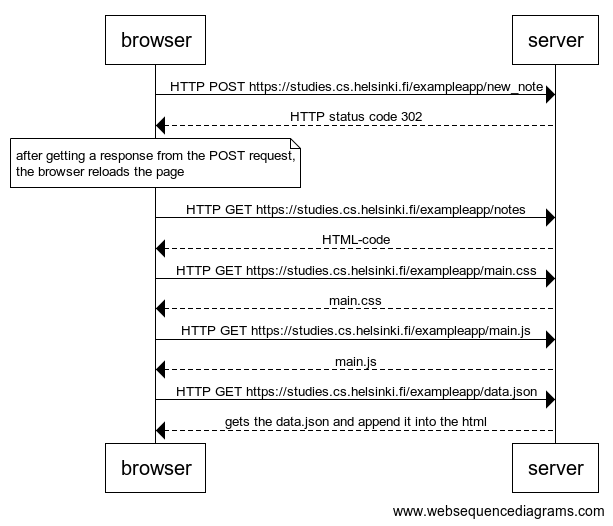 browser
server
HTTP POST https://studies.cs.helsinki.fi/exampleapp/new_note
HTTP status code 302
after getting a response from the POST request,
the browser reloads the page
HTTP GET https://studies.cs.helsinki.fi/exampleapp/notes
HTML-code
HTTP GET https://studies.cs.helsinki.fi/exampleapp/main.css
main.css
HTTP GET https://studies.cs.helsinki.fi/exampleapp/main.js
main.js
HTTP GET https://studies.cs.helsinki.fi/exampleapp/data.json
gets the data.json and append it into the html
browser
server
www.websequencediagrams.com